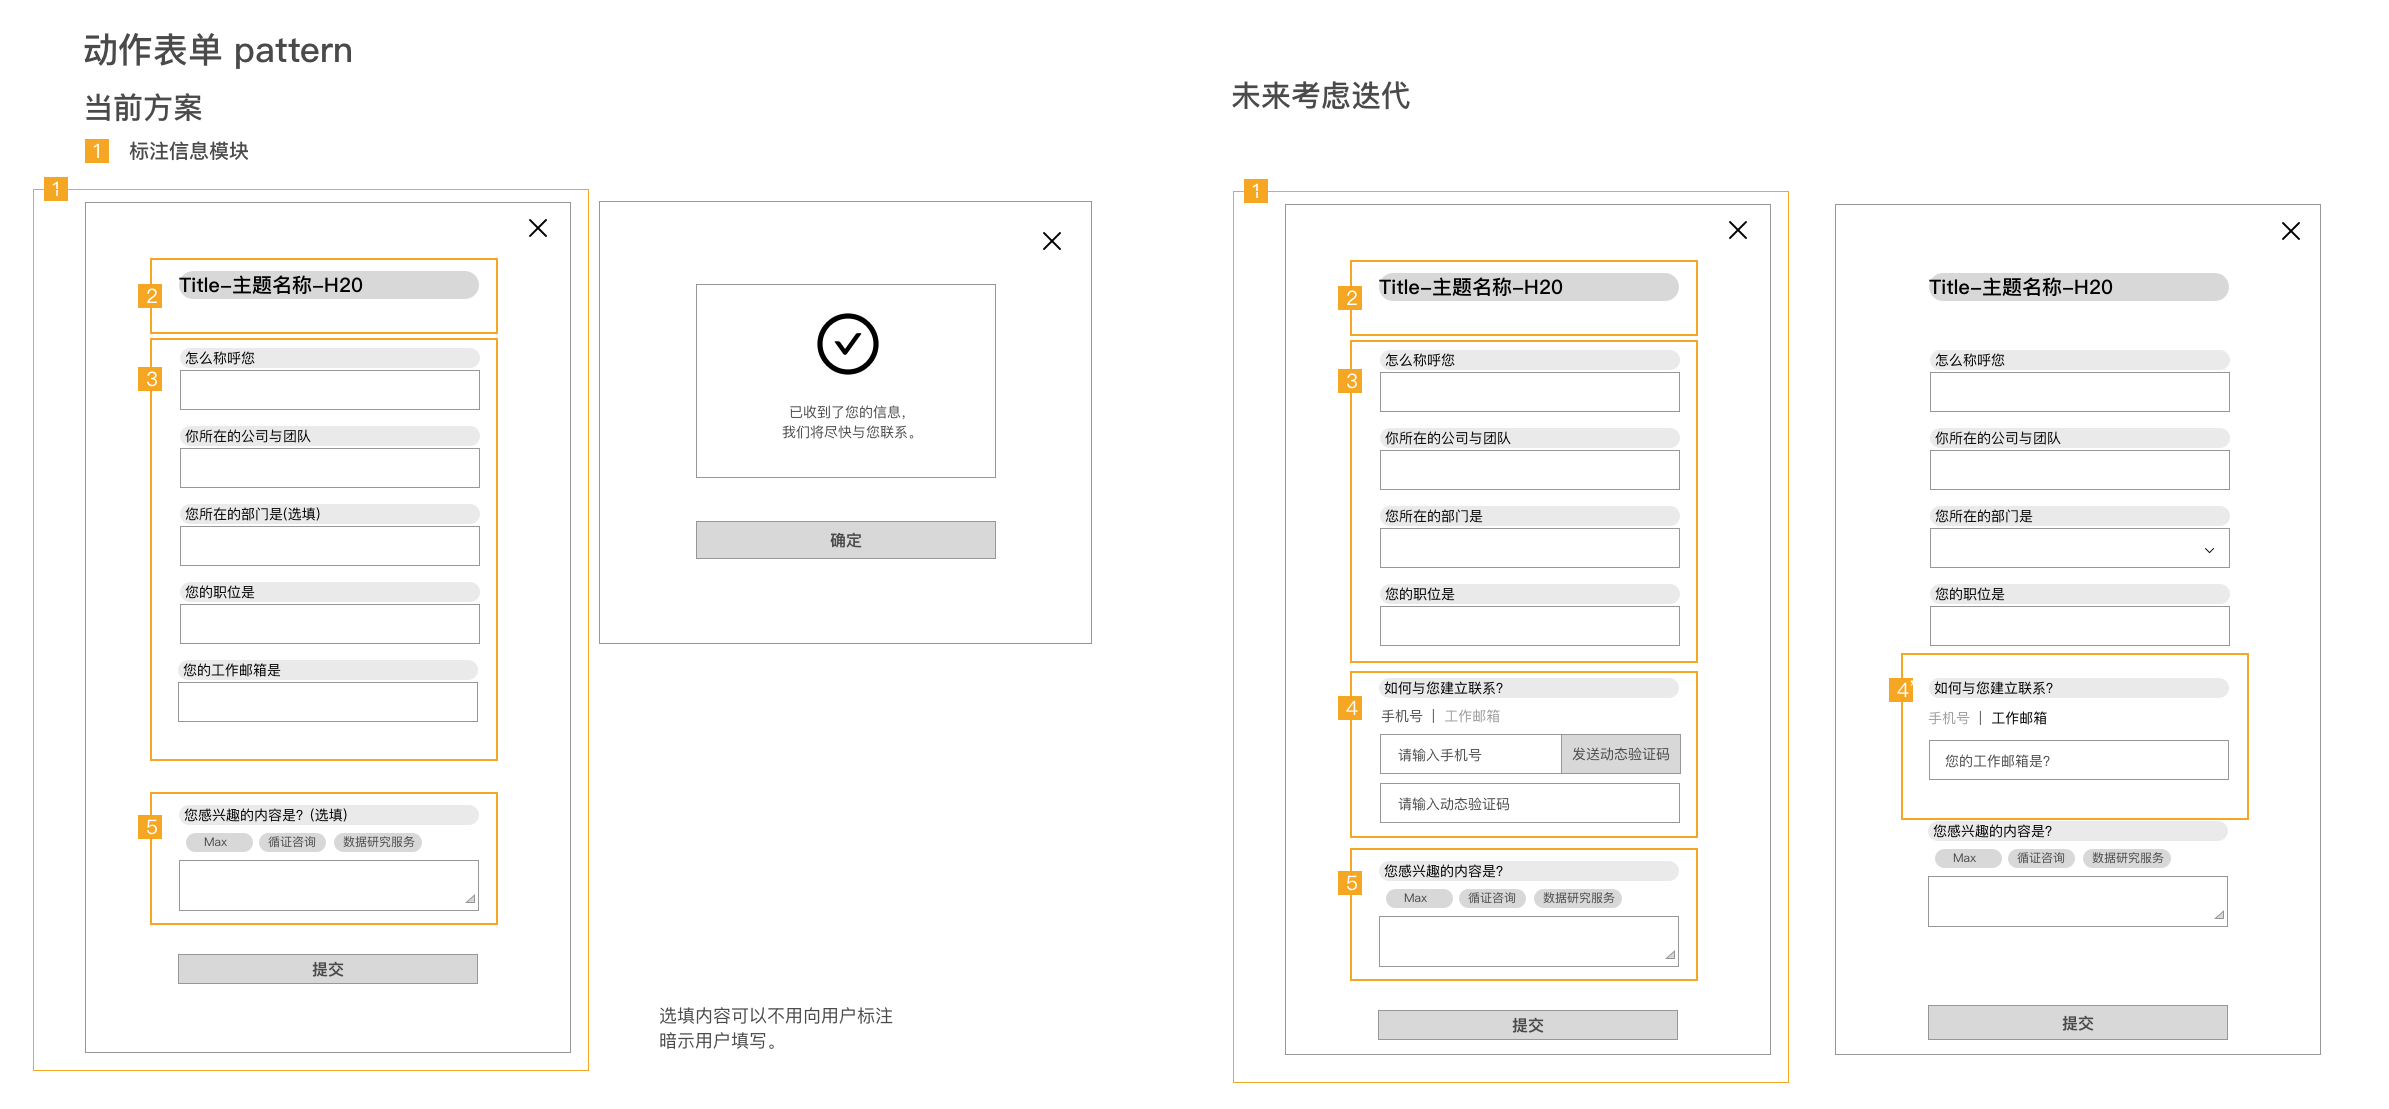 动作表单 pattern
当前方案
1 标注信息模块
1
2
Title-主题名称-H20
3
怎么称呼您
你所在的公司与团队
您所在的部门是(选填)
您的职位是
您的工作邮箱是
5
您感兴趣的内容是？(选填)
Max 循证咨询 数据研究服务
提交
已收到了您的信息，
我们将尽快与您联系。
确定
选填内容可以不用向用户标注
暗示用户填写。
未来考虑迭代
1
2
Title-主题名称-H20
3
怎么称呼您
你所在的公司与团队
您所在的部门是
您的职位是
4
如何与您建立联系？
手机号 | 工作邮箱
请输入手机号 发送动态验证码
请输入动态验证码
5
您感兴趣的内容是？
Max 循证咨询 数据研究服务
提交
Title-主题名称-H20
怎么称呼您
你所在的公司与团队
您所在的部门是
您的职位是
4'
如何与您建立联系？
手机号 | 工作邮箱
您的工作邮箱是？
您感兴趣的内容是？
Max 循证咨询 数据研究服务
提交